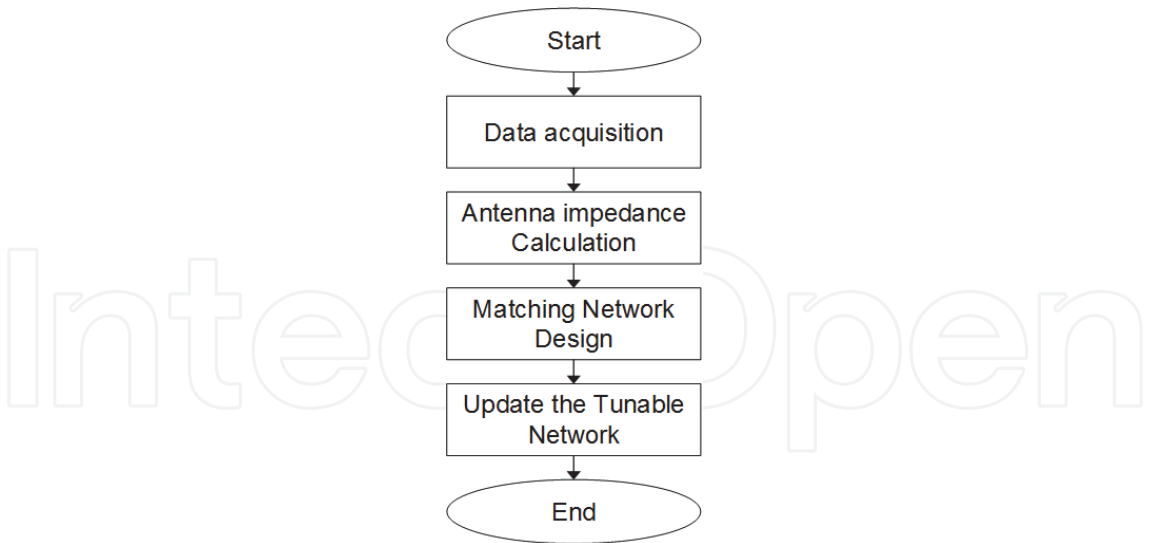 Start
Data acquisition
Antenna impedance
Calculation
Matching Network
Design
Update the Tunable
Network
End
IntechOpen